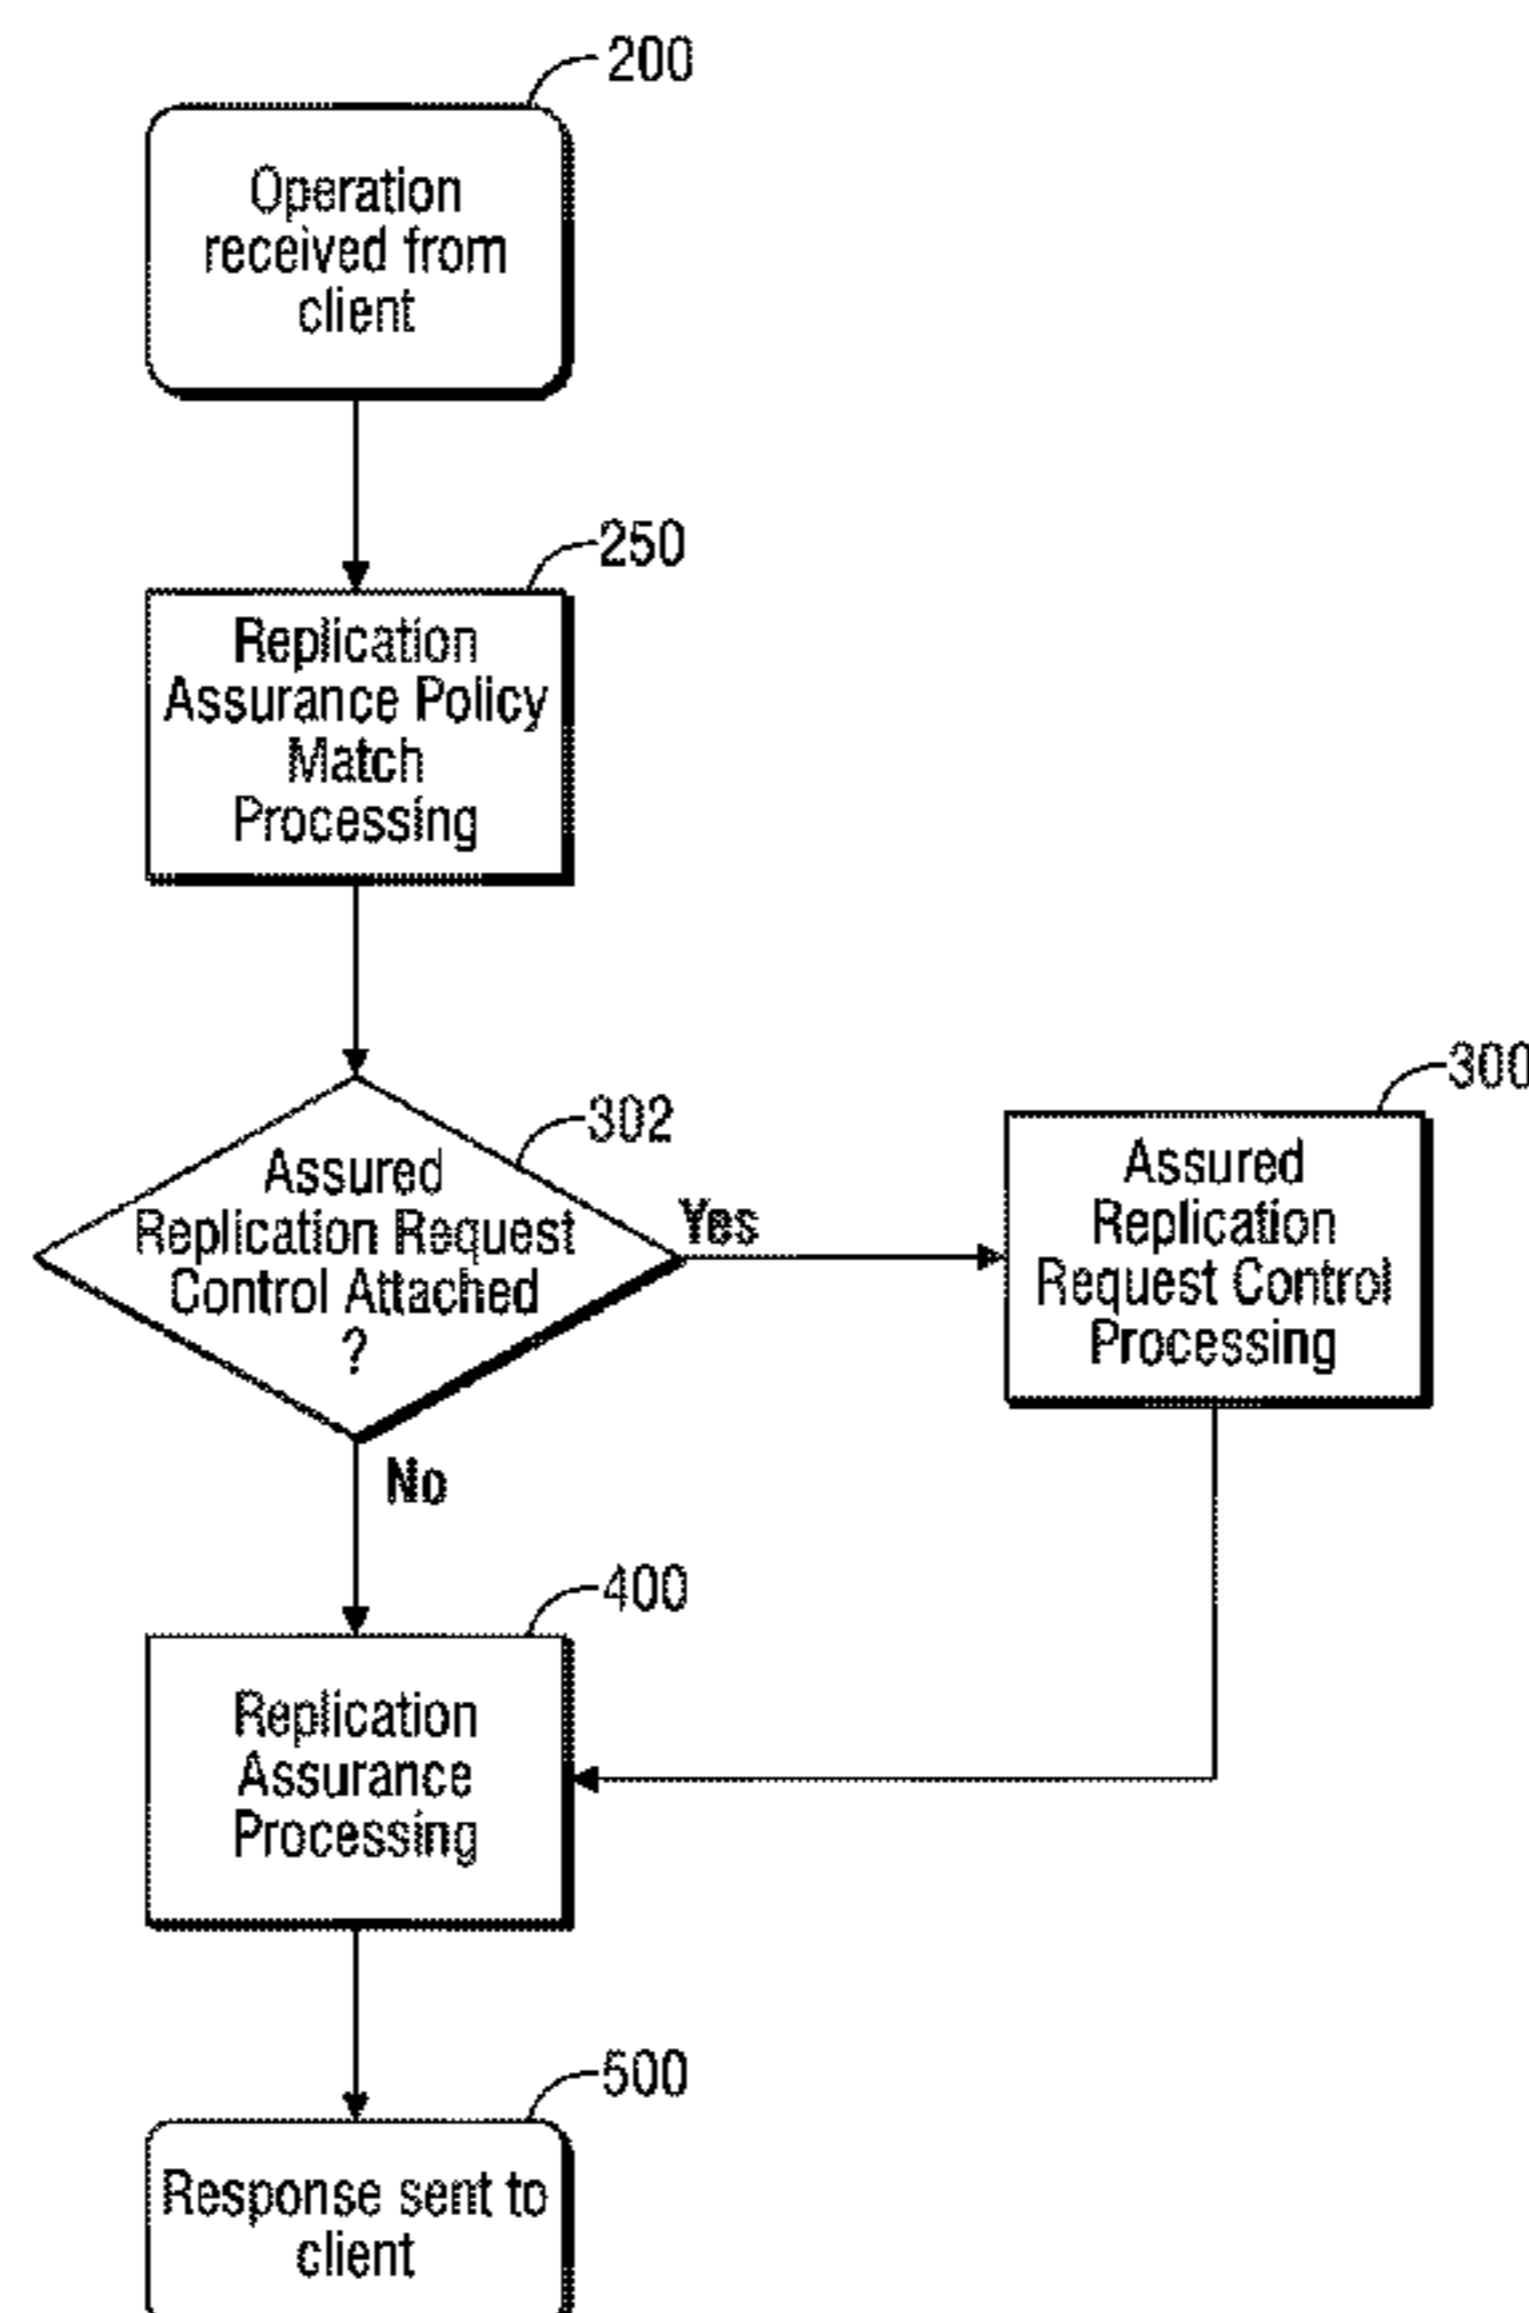 200
Operation
received from
client
250
Replication
Assurance Policy
Match
Processing
302
Assured
Replication Request
Control Attached
?
Yes
No
300
Assured
Replication
Request Control
Processing
400
Replication
Assurance
Processing
500
Response sent to
client